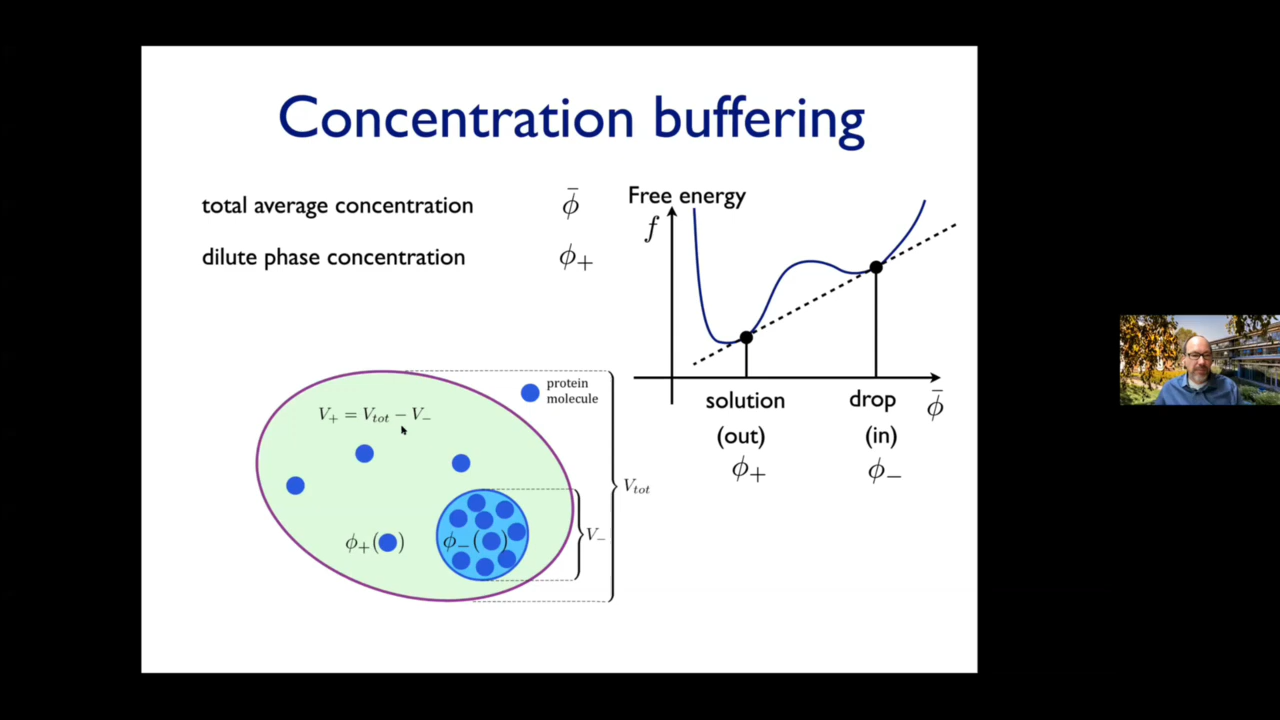 Concentration buffering
total average concentration ϕ̄
dilute phase concentration ϕ₊
Free energy
f
solution
(out)
ϕ₊
drop
(in)
ϕ₋
ϕ̄
protein
molecule
V₊ = V_tot − V₋
ϕ₊( )
ϕ₋( )
V₋
V_tot